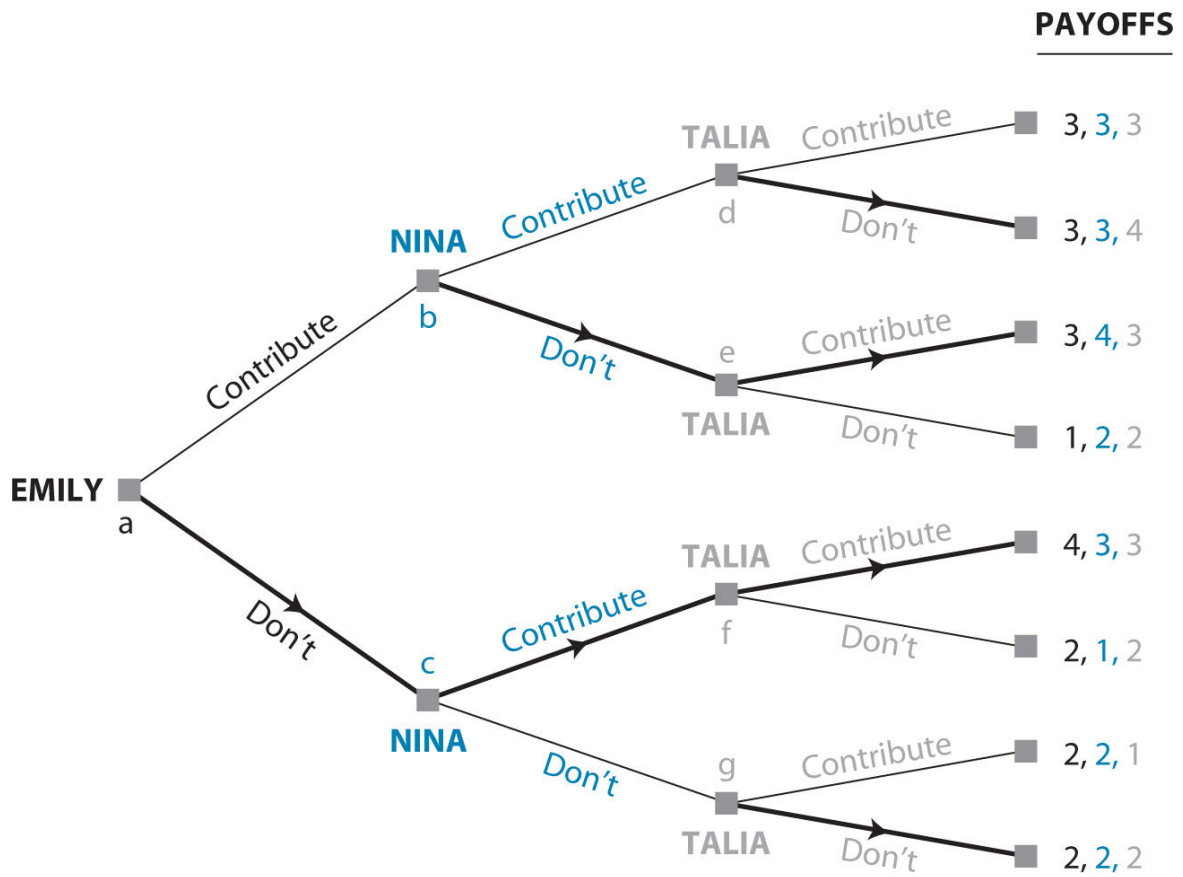 PAYOFFS
TALIA
Contribute
3, 3, 3
Contribute
d
Don't
3, 3, 4
NINA
b
Don't
e
TALIA
Contribute
3, 4, 3
Don't
1, 2, 2
Contribute
EMILY
a
Don't
TALIA
Contribute
4, 3, 3
Contribute
f
Don't
2, 1, 2
c
NINA
Don't
g
TALIA
Contribute
2, 2, 1
Don't
2, 2, 2